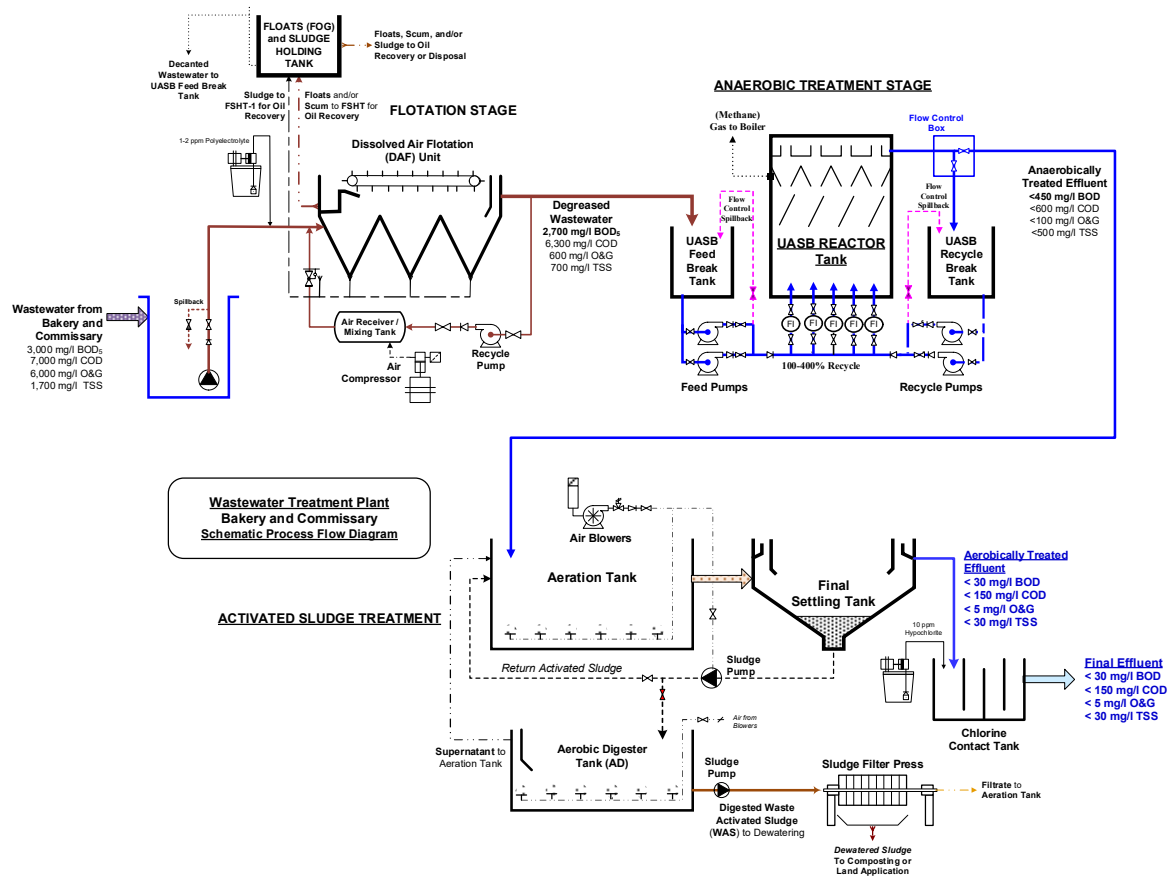 FLOATS (FOG)
and SLUDGE
HOLDING
TANK
Floats, Scum, and/or
Sludge to Oil
Recovery or Disposal
Decanted
Wastewater to
UASB Feed Break
Tank
Sludge to
FSHT-1 for Oil
Recovery
Floats and/or
Scum to FSHT for
Oil Recovery
FLOTATION STAGE
1-2 ppm Polyelectrolyte
Dissolved Air Flotation
(DAF) Unit
Degreased
Wastewater
2,700 mg/l BOD₅
6,300 mg/l COD
600 mg/l O&G
700 mg/l TSS
Spillback
Wastewater from
Bakery and
Commissary
3,000 mg/l BOD₅
7,000 mg/l COD
6,000 mg/l O&G
1,700 mg/l TSS
Air Receiver /
Mixing Tank
Recycle
Pump
Air
Compressor
ANAEROBIC TREATMENT STAGE
(Methane)
Gas to Boiler
Flow Control
Box
Flow
Control
Spillback
Flow
Control
Spillback
Anaerobically
Treated Effluent
<450 mg/l BOD
<600 mg/l COD
<100 mg/l O&G
<500 mg/l TSS
UASB
Feed
Break
Tank
UASB REACTOR
Tank
UASB
Recycle
Break
Tank
FI
FI
FI
FI
FI
100-400% Recycle
Feed Pumps
Recycle Pumps
Wastewater Treatment Plant
Bakery and Commissary
Schematic Process Flow Diagram
Air Blowers
Aeration Tank
Final
Settling Tank
Aerobically Treated
Effluent
< 30 mg/l BOD
< 150 mg/l COD
< 5 mg/l O&G
< 30 mg/l TSS
ACTIVATED SLUDGE TREATMENT
10 ppm
Hypochlorite
Return Activated Sludge
Sludge
Pump
Final Effluent
< 30 mg/l BOD
< 150 mg/l COD
< 5 mg/l O&G
< 30 mg/l TSS
Chlorine
Contact Tank
Air from
Blowers
Supernatant to
Aeration Tank
Aerobic Digester
Tank (AD)
Sludge
Pump
Sludge Filter Press
Filtrate to
Aeration Tank
Digested Waste
Activated Sludge
(WAS) to Dewatering
Dewatered Sludge
To Composting or
Land Application